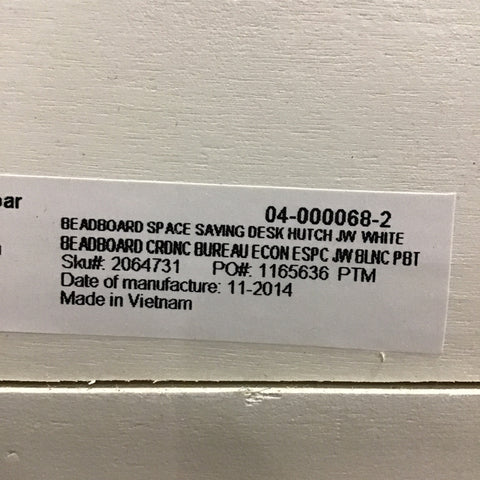 04-000068-2
BEADBOARD SPACE SAVING DESK HUTCH JW WHITE
BEADBOARD CRDNC BUREAU ECON ESPC JW BLNC PBT
Sku#: 2064731 PO#: 1165636 PTM
Date of manufacture: 11-2014
Made in Vietnam